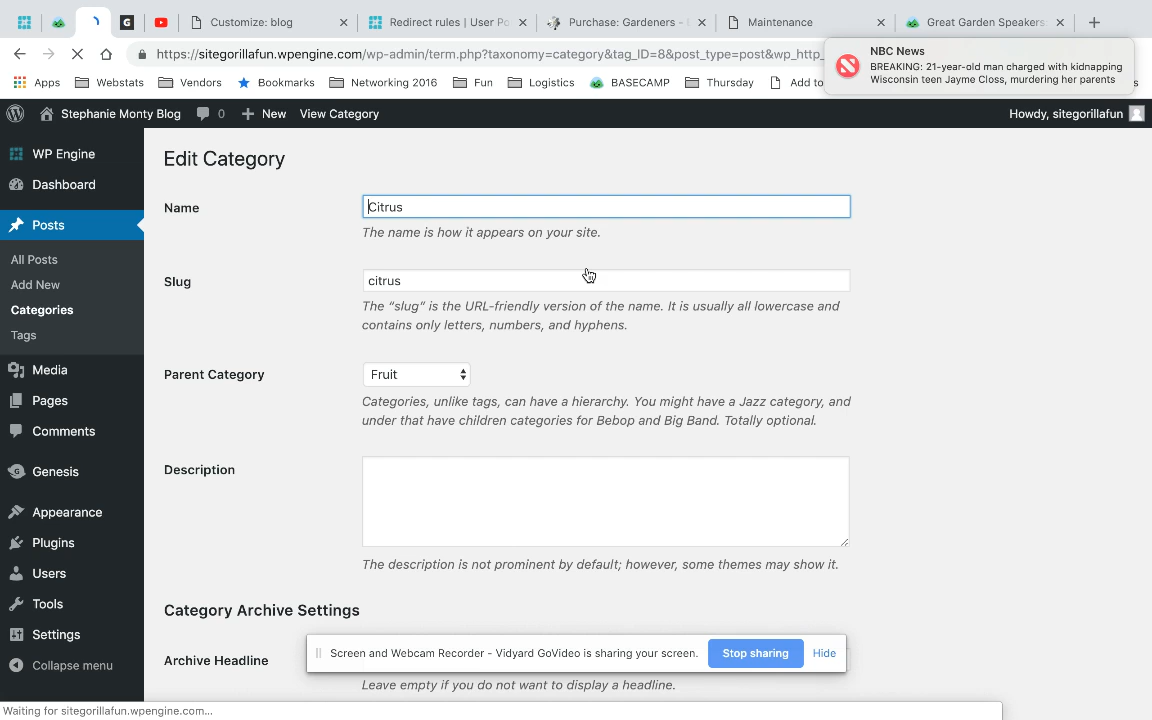 Customize: blog
Redirect rules | User Po
Purchase: Gardeners -
Maintenance
Great Garden Speakers
https://sitegorillafun.wpengine.com/wp-admin/term.php?taxonomy=category&tag_ID=8&post_type=post&wp_http_
NBC News
BREAKING: 21-year-old man charged with kidnapping
Wisconsin teen Jayme Closs, murdering her parents
Apps
Webstats
Vendors
Bookmarks
Networking 2016
Fun
Logistics
BASECAMP
Thursday
Add to
Stephanie Monty Blog
0
New
View Category
Howdy, sitegorillafun
WP Engine
Dashboard
Posts
All Posts
Add New
Categories
Tags
Media
Pages
Comments
Genesis
Appearance
Plugins
Users
Tools
Settings
Collapse menu
Edit Category
Name
Citrus
The name is how it appears on your site.
Slug
citrus
The “slug” is the URL-friendly version of the name. It is usually all lowercase and
contains only letters, numbers, and hyphens.
Parent Category
Fruit
Categories, unlike tags, can have a hierarchy. You might have a Jazz category, and
under that have children categories for Bebop and Big Band. Totally optional.
Description
The description is not prominent by default; however, some themes may show it.
Category Archive Settings
Archive Headline
Leave empty if you do not want to display a headline.
Screen and Webcam Recorder - Vidyard GoVideo is sharing your screen.
Stop sharing
Hide
Waiting for sitegorillafun.wpengine.com...